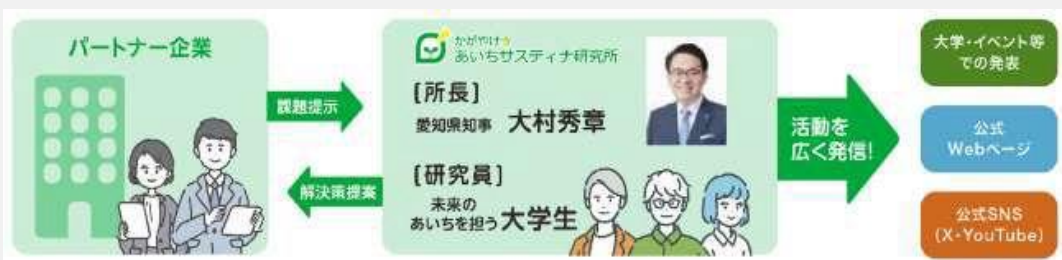 パートナー企業
課題提示
解決策提案
かがやけ☆
あいちサスティナ研究所
[所長]
愛知県知事 大村秀章
[研究員]
未来の
あいちを担う大学生
活動を
広く発信!
大学・イベント等
での発表
公式
Webページ
公式SNS
(X・YouTube)